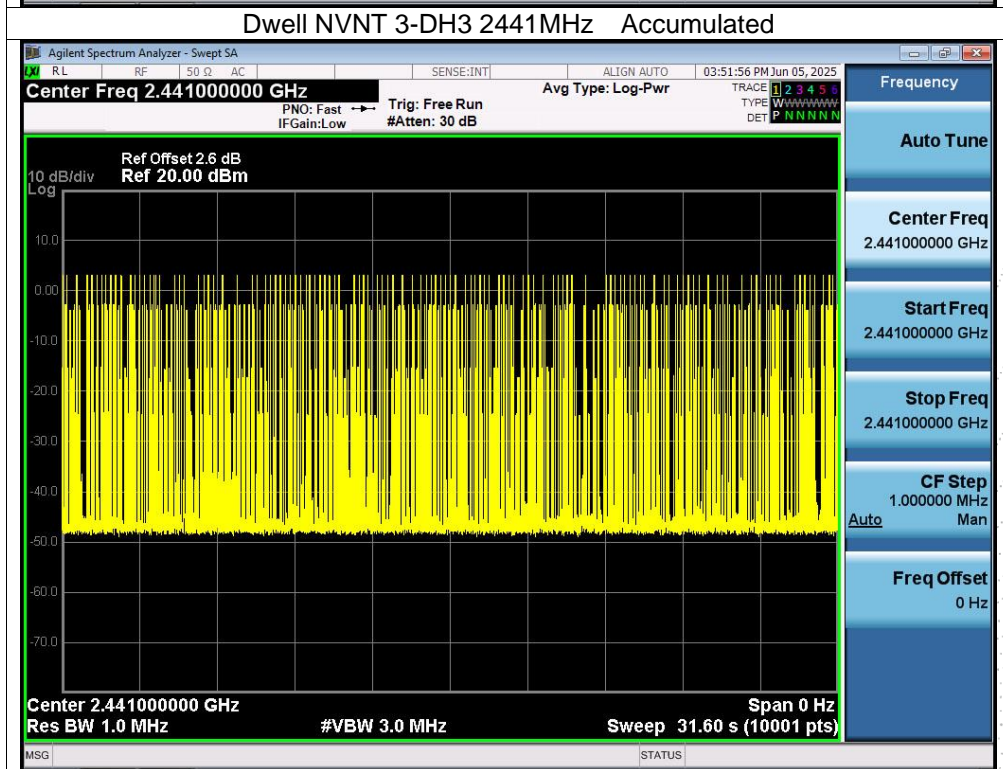 Dwell NVNT 3-DH3 2441MHz Accumulated
Agilent Spectrum Analyzer - Swept SA
LXI RL RF 50 Ω AC SENSE:INT ALIGN AUTO 03:51:56 PM Jun 05, 2025
Center Freq 2.441000000 GHz
PNO: Fast
IFGain:Low
Trig: Free Run
#Atten: 30 dB
Avg Type: Log-Pwr
TRACE 1 2 3 4 5 6
TYPE WWWWWW
DET P N N N N N
Ref Offset 2.6 dB
10 dB/div Ref 20.00 dBm
Log
10.0
0.00
-10.0
-20.0
-30.0
-40.0
-50.0
-60.0
-70.0
Center 2.441000000 GHz Span 0 Hz
Res BW 1.0 MHz #VBW 3.0 MHz Sweep 31.60 s (10001 pts)
MSG STATUS
Frequency
Auto Tune
Center Freq
2.441000000 GHz
Start Freq
2.441000000 GHz
Stop Freq
2.441000000 GHz
CF Step
1.000000 MHz
Auto Man
Freq Offset
0 Hz